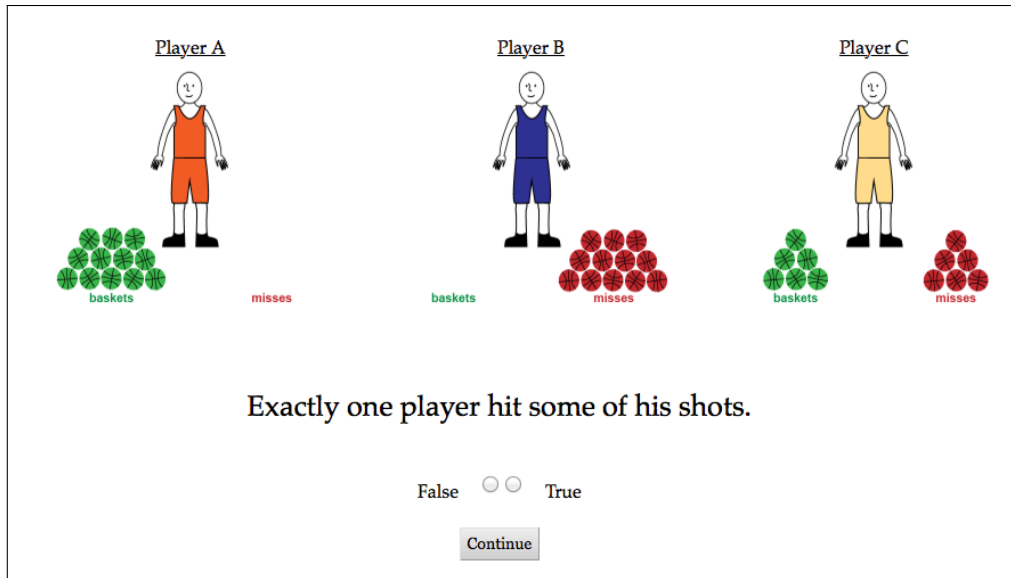 Player A Player B Player C
baskets misses baskets misses baskets misses
Exactly one player hit some of his shots.
False True
Continue